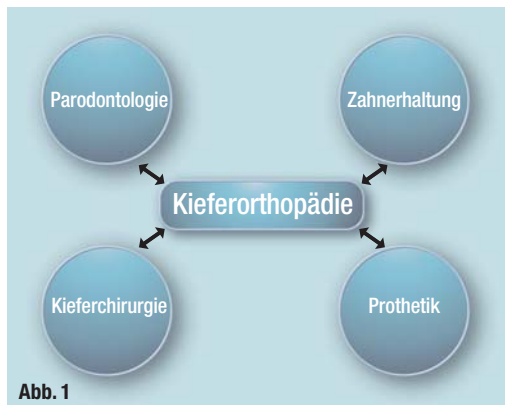 Parodontologie
Zahnerhaltung
Kieferorthopädie
Kieferchirurgie
Prothetik
Abb. 1